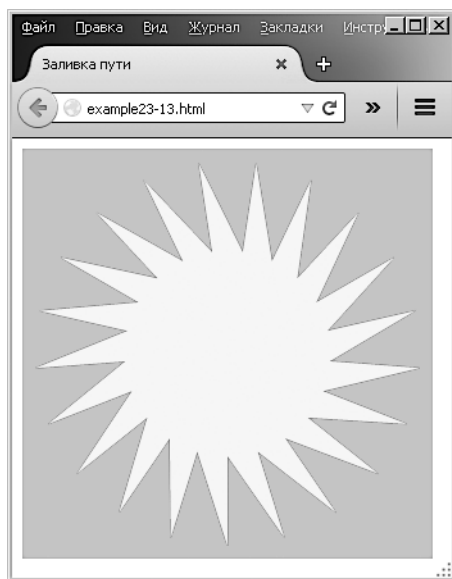 Файл Правка Вид Журнал Закладки Инстру
Заливка пути
example23-13.html